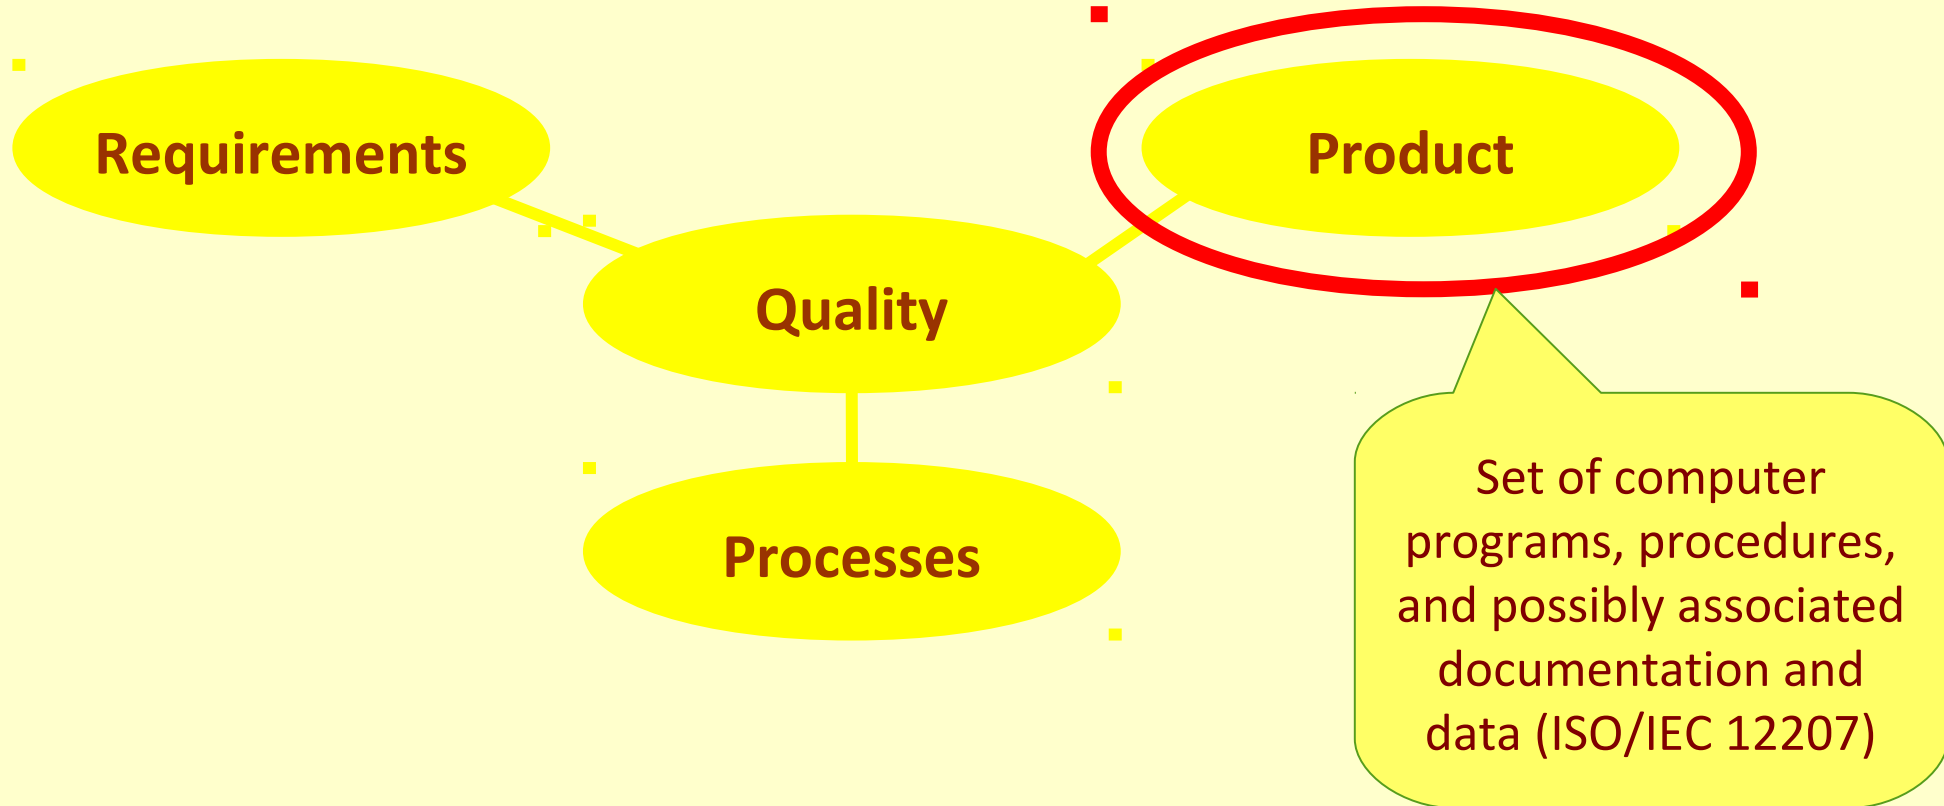 Requirements
Product
Quality
Processes
Set of computer
programs, procedures,
and possibly associated
documentation and
data (ISO/IEC 12207)